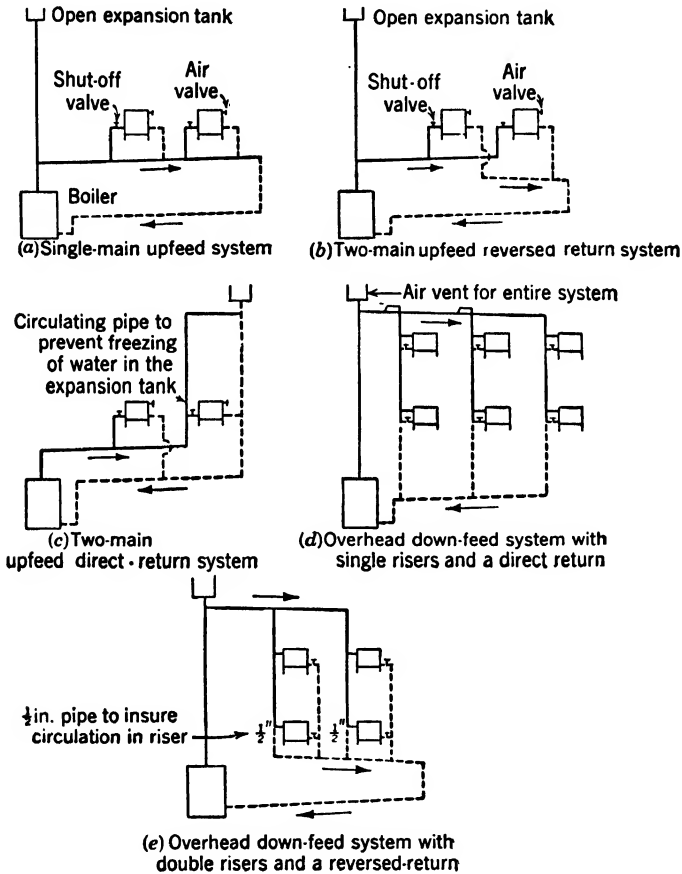 Open expansion tank
Shut-off
valve
Air
valve
Boiler
(a) Single-main upfeed system
Open expansion tank
Shut-off
valve
Air
valve
(b) Two-main upfeed reversed return system
Circulating pipe to
prevent freezing
of water in the
expansion tank
(c) Two-main
upfeed direct-return system
Air vent for entire system
(d) Overhead down-feed system with
single risers and a direct return
½ in. pipe to insure
circulation in riser
½"
½"
(e) Overhead down-feed system with
double risers and a reversed-return